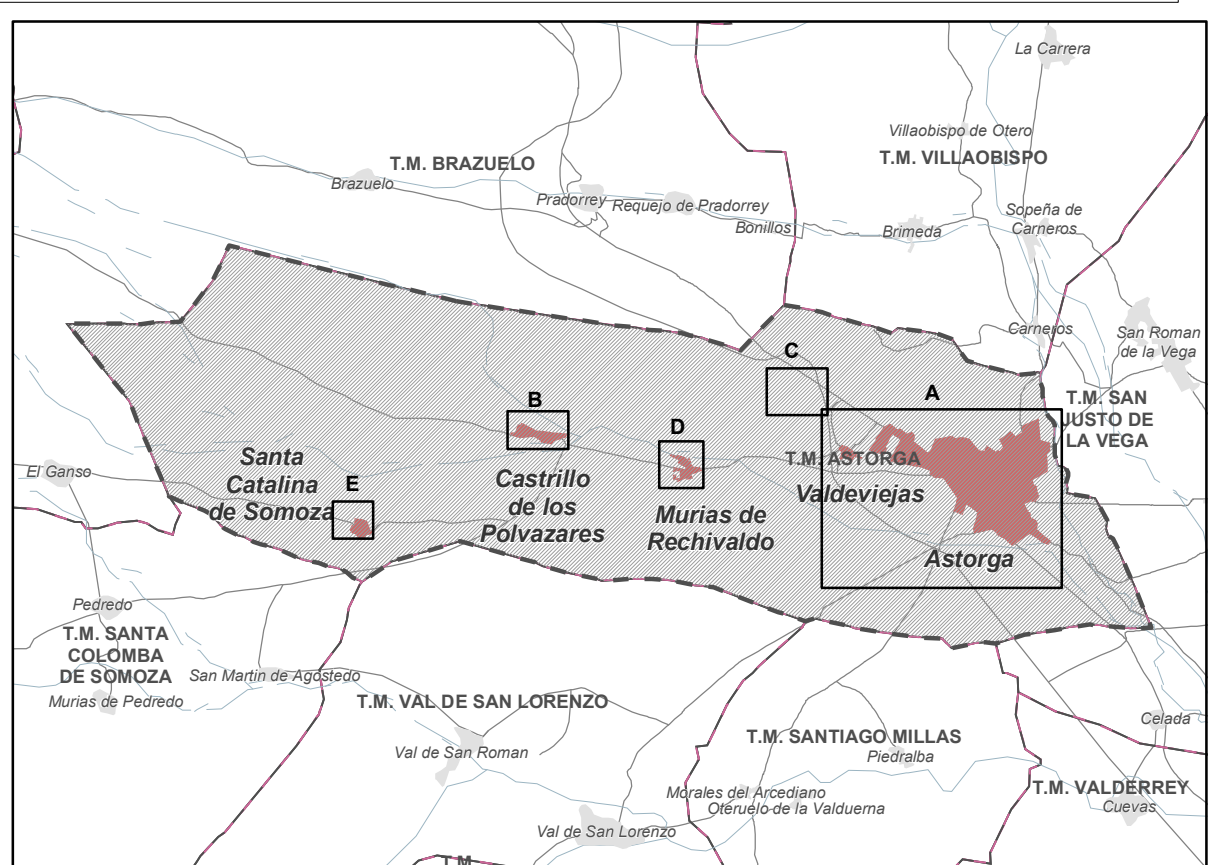 La Carrera
Villaobispo de Otero
T.M. VILLAOBISPO
T.M. BRAZUELO
Brazuelo
Pradorrey
Requejo de Pradorrey
Bonillos
Brimeda
Sopeña de
Carneros
Carneros
San Roman
de la Vega
C
A
B
D
E
T.M. SAN
JUSTO DE
LA VEGA
T.M. ASTORGA
Valdeviejas
Astorga
Santa
Catalina
de Somoza
Castrillo
de los
Polvazares
Murias de
Rechivaldo
El Ganso
Pedredo
T.M. SANTA
COLOMBA
DE SOMOZA
Murias de Pedredo
San Martin de Agostedo
T.M. VAL DE SAN LORENZO
Val de San Roman
Val de San Lorenzo
T.M. SANTIAGO MILLAS
Piedralba
Morales del Arcediano
Oteruelo de la Valduerna
Celada
T.M. VALDERREY
Cuevas
T.M.